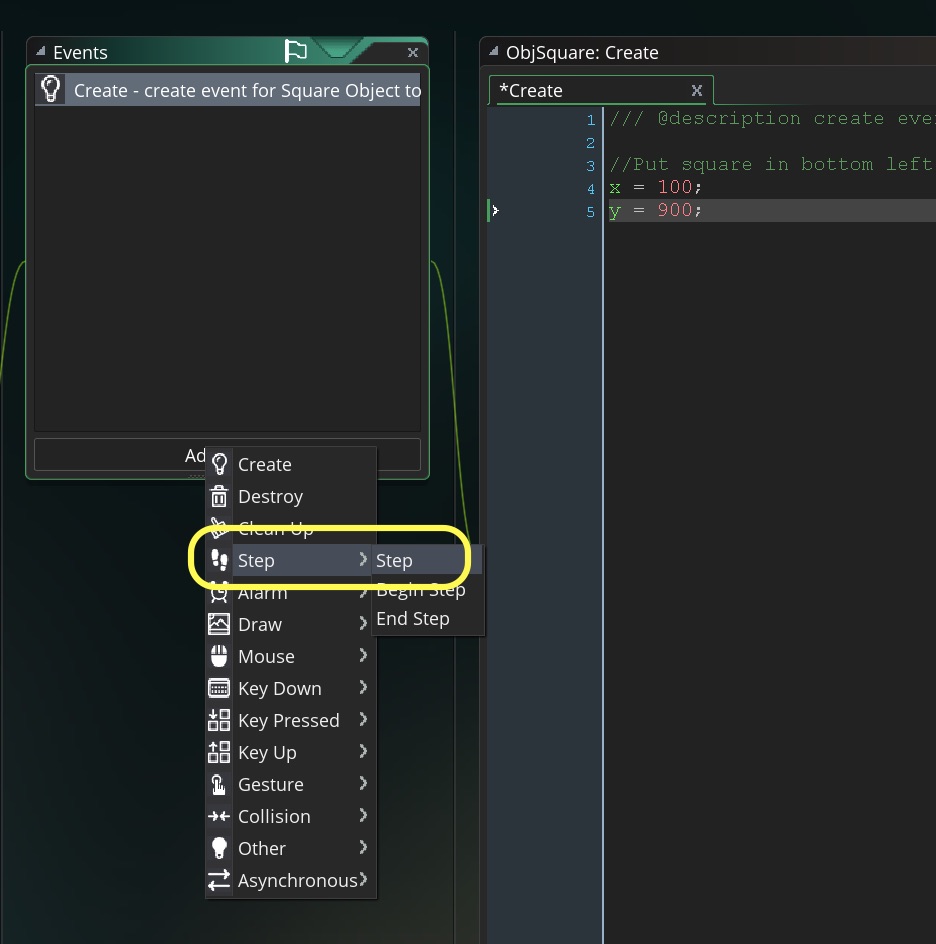 Events
Create - create event for Square Object to
Create
Destroy
Clean Up
Step
Alarm
Draw
Mouse
Key Down
Key Pressed
Key Up
Gesture
Collision
Other
Asynchronous
Step
Begin Step
End Step
ObjSquare: Create
*Create
1 /// @description create eve
2
3 //Put square in bottom left
4 x = 100;
5 y = 900;